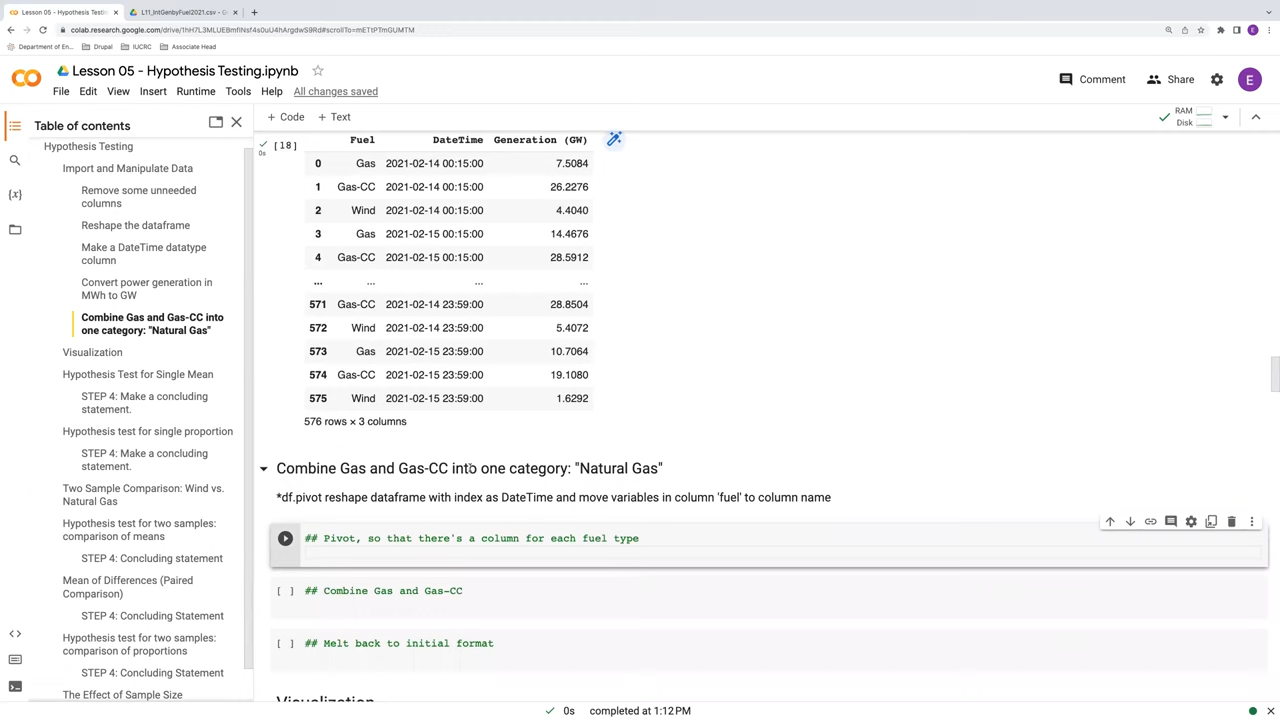 Lesson 05 - Hypothesis Testing.i
L11_IntGenbyFuel2021.csv - G
colab.research.google.com/drive/1hH7L3MLUEBmfINsf4s0uU4hArgdwS9Rd#scrollTo=mETtPTmGUMTM
Department of En... Drupal IUCRC Associate Head
CO Lesson 05 - Hypothesis Testing.ipynb
File Edit View Insert Runtime Tools Help All changes saved
Comment Share E
Table of contents
+ Code + Text
RAM
Disk
Hypothesis Testing
Import and Manipulate Data
Remove some unneeded
columns
Reshape the dataframe
Make a DateTime datatype
column
Convert power generation in
MWh to GW
Combine Gas and Gas-CC into
one category: "Natural Gas"
Visualization
Hypothesis Test for Single Mean
STEP 4: Make a concluding
statement.
Hypothesis test for single proportion
STEP 4: Make a concluding
statement.
Two Sample Comparison: Wind vs.
Natural Gas
Hypothesis test for two samples:
comparison of means
STEP 4: Concluding statement
Mean of Differences (Paired
Comparison)
STEP 4: Concluding Statement
Hypothesis test for two samples:
comparison of proportions
STEP 4: Concluding Statement
The Effect of Sample Size
[18]
0s
Fuel DateTime Generation (GW)
0 Gas 2021-02-14 00:15:00 7.5084
1 Gas-CC 2021-02-14 00:15:00 26.2276
2 Wind 2021-02-14 00:15:00 4.4040
3 Gas 2021-02-15 00:15:00 14.4676
4 Gas-CC 2021-02-15 00:15:00 28.5912
... ... ... ...
571 Gas-CC 2021-02-14 23:59:00 28.8504
572 Wind 2021-02-14 23:59:00 5.4072
573 Gas 2021-02-15 23:59:00 10.7064
574 Gas-CC 2021-02-15 23:59:00 19.1080
575 Wind 2021-02-15 23:59:00 1.6292
576 rows × 3 columns
Combine Gas and Gas-CC into one category: "Natural Gas"
*df.pivot reshape dataframe with index as DateTime and move variables in column 'fuel' to column name
## Pivot, so that there's a column for each fuel type
[ ] ## Combine Gas and Gas-CC
[ ] ## Melt back to initial format
Visualization
0s completed at 1:12 PM